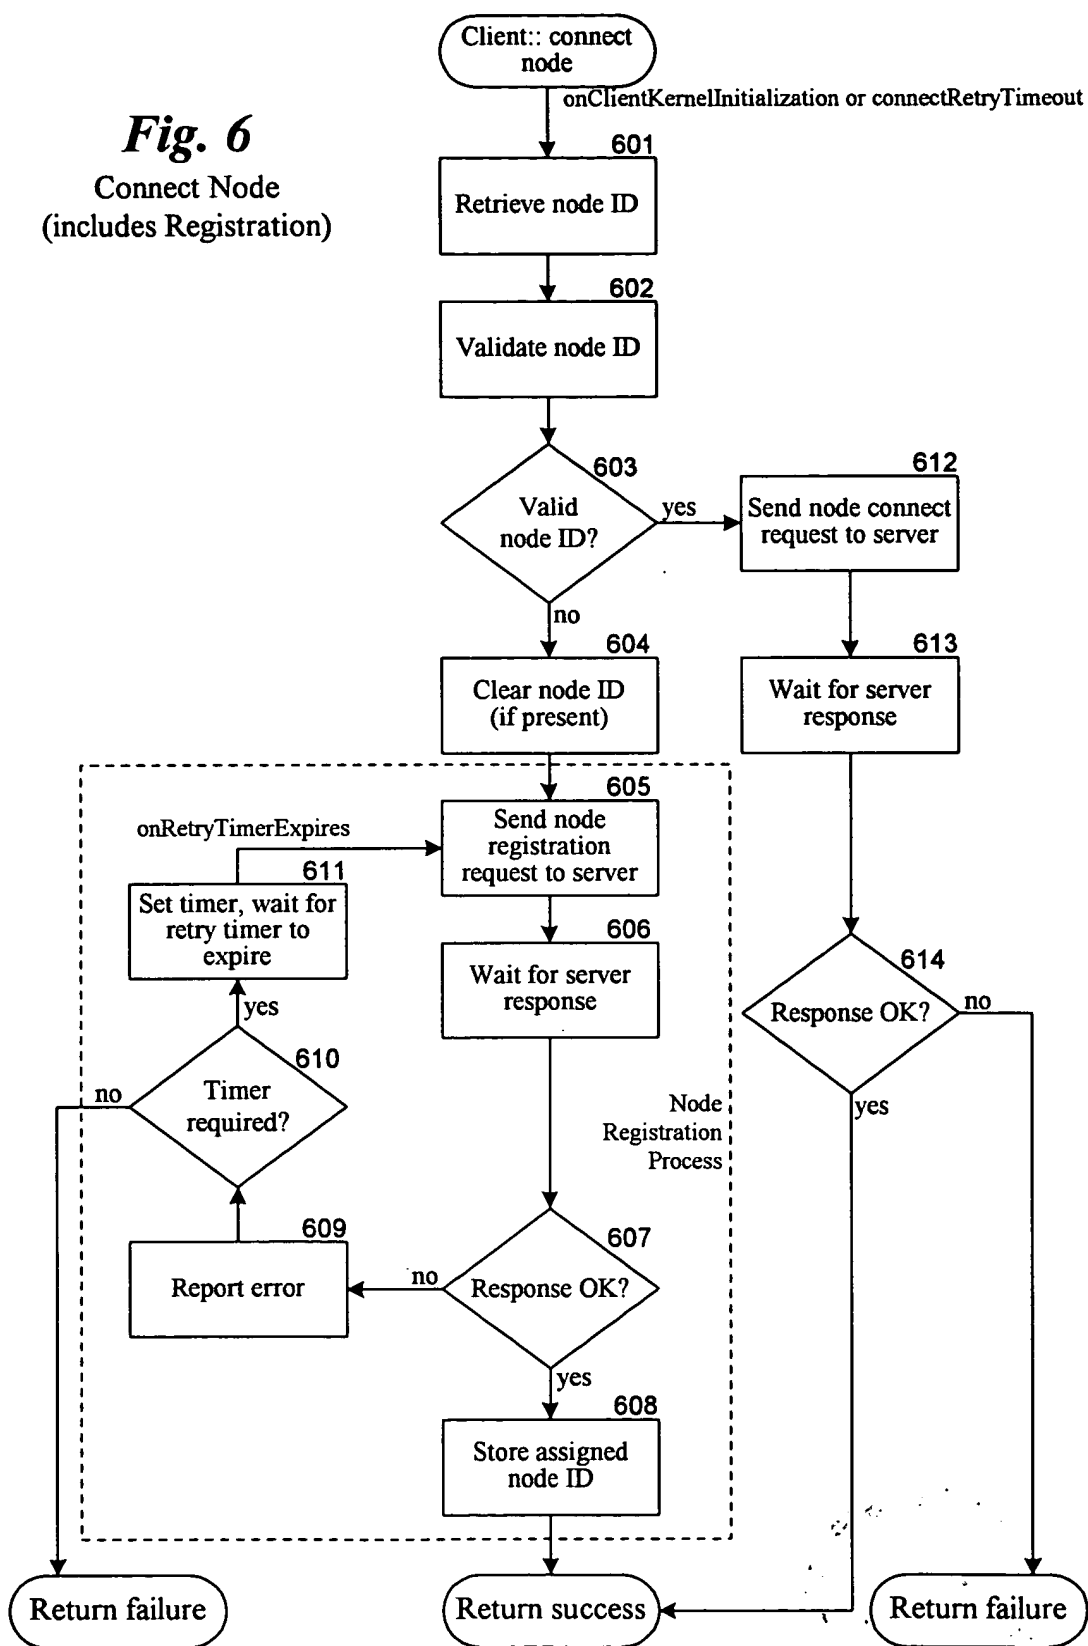 Client:: connect
node
onClientKernelInitialization or connectRetryTimeout
Fig. 6
Connect Node
(includes Registration)
601
Retrieve node ID
602
Validate node ID
603
Valid
node ID?
yes
no
612
Send node connect
request to server
604
Clear node ID
(if present)
613
Wait for server
response
605
Send node
registration
request to server
onRetryTimerExpires
611
Set timer, wait for
retry timer to
expire
606
Wait for server
response
614
Response OK?
no
yes
yes
610
Timer
required?
no
Node
Registration
Process
609
Report error
607
Response OK?
no
yes
608
Store assigned
node ID
Return failure
Return success
Return failure